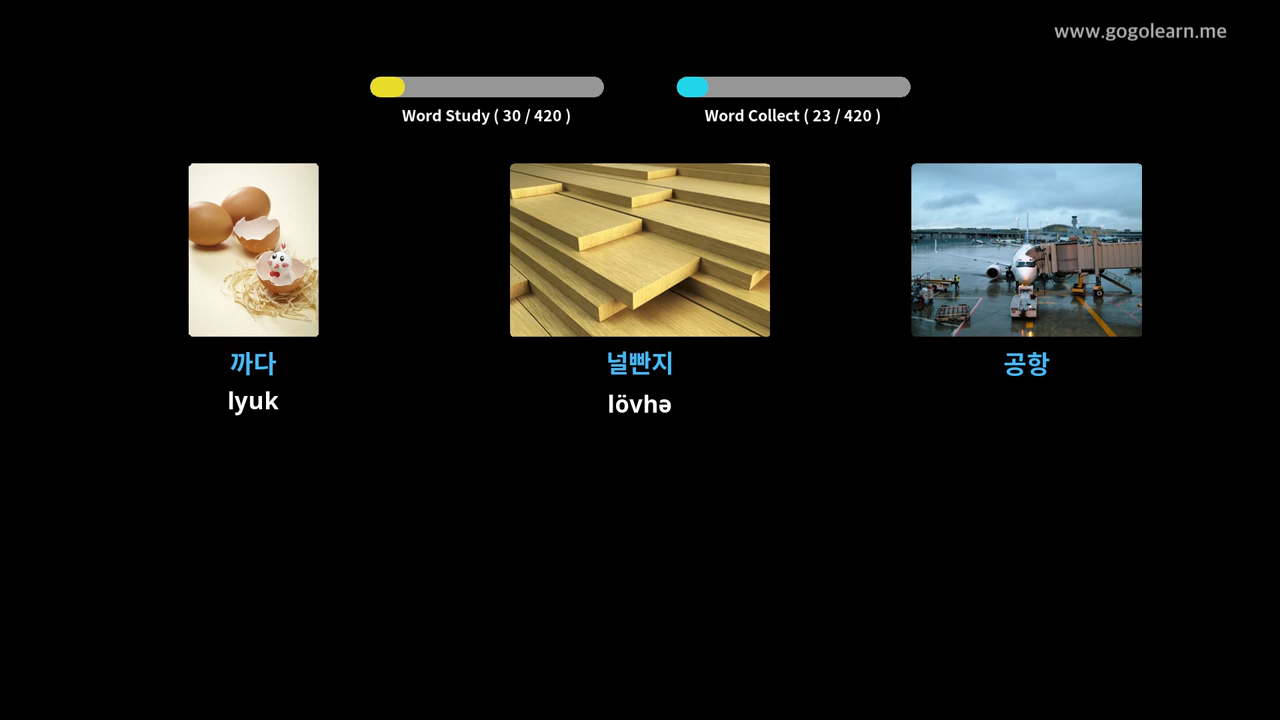 www.gogolearn.me
Word Study ( 30 / 420 )
Word Collect ( 23 / 420 )
까다
널빤지
공항
lyuk
lövhə